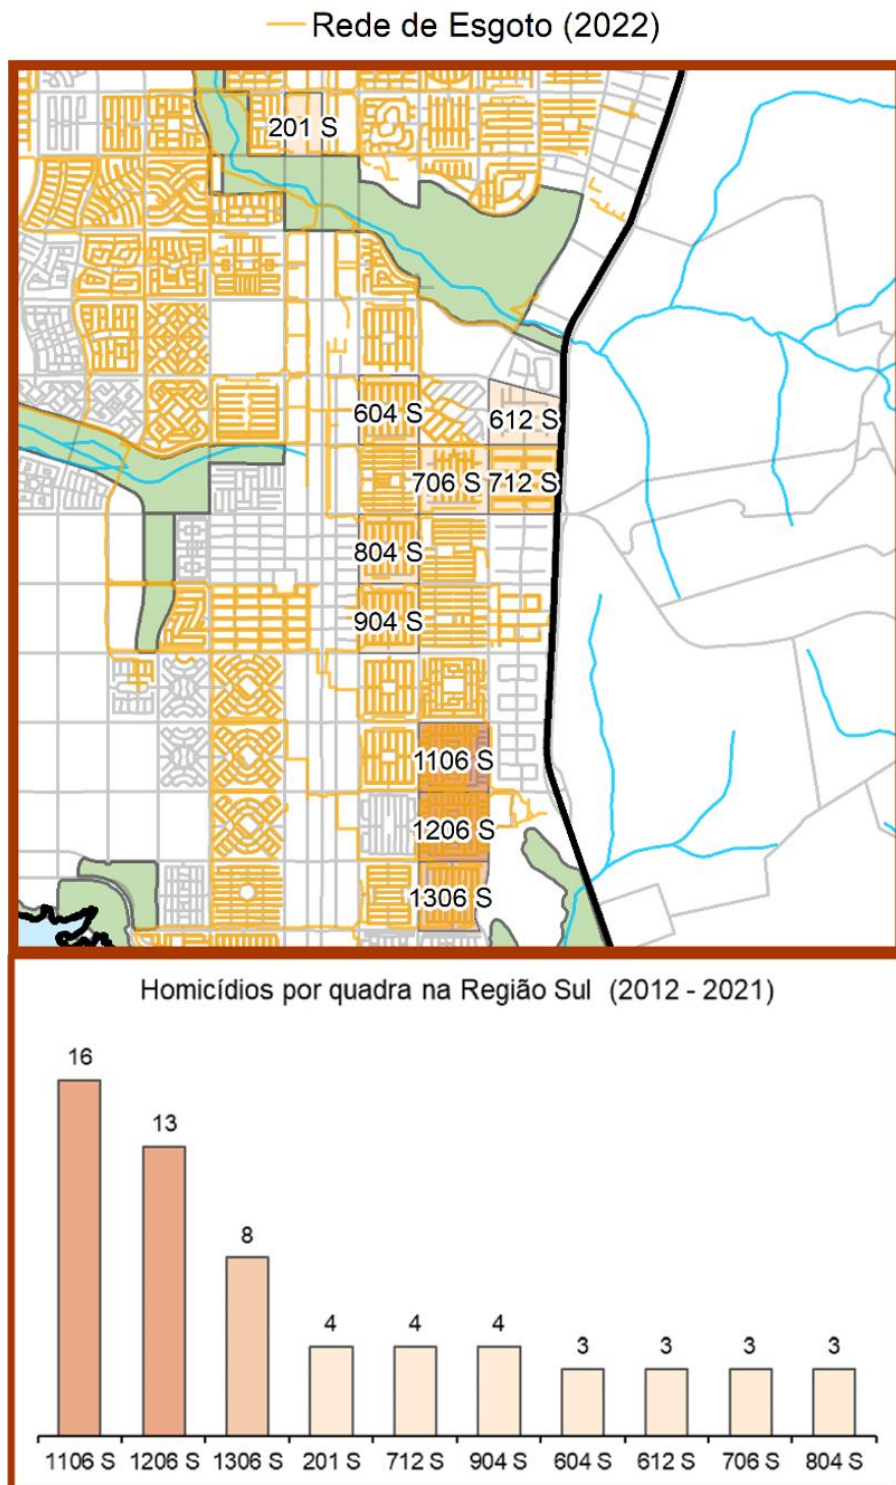 Rede de Esgoto (2022)
201 S
604 S
612 S
706 S
712 S
804 S
904 S
1106 S
1206 S
1306 S
Homicídios por quadra na Região Sul (2012 - 2021)
16
13
8
4
4
4
3
3
3
3
1106 S
1206 S
1306 S
201 S
712 S
904 S
604 S
612 S
706 S
804 S